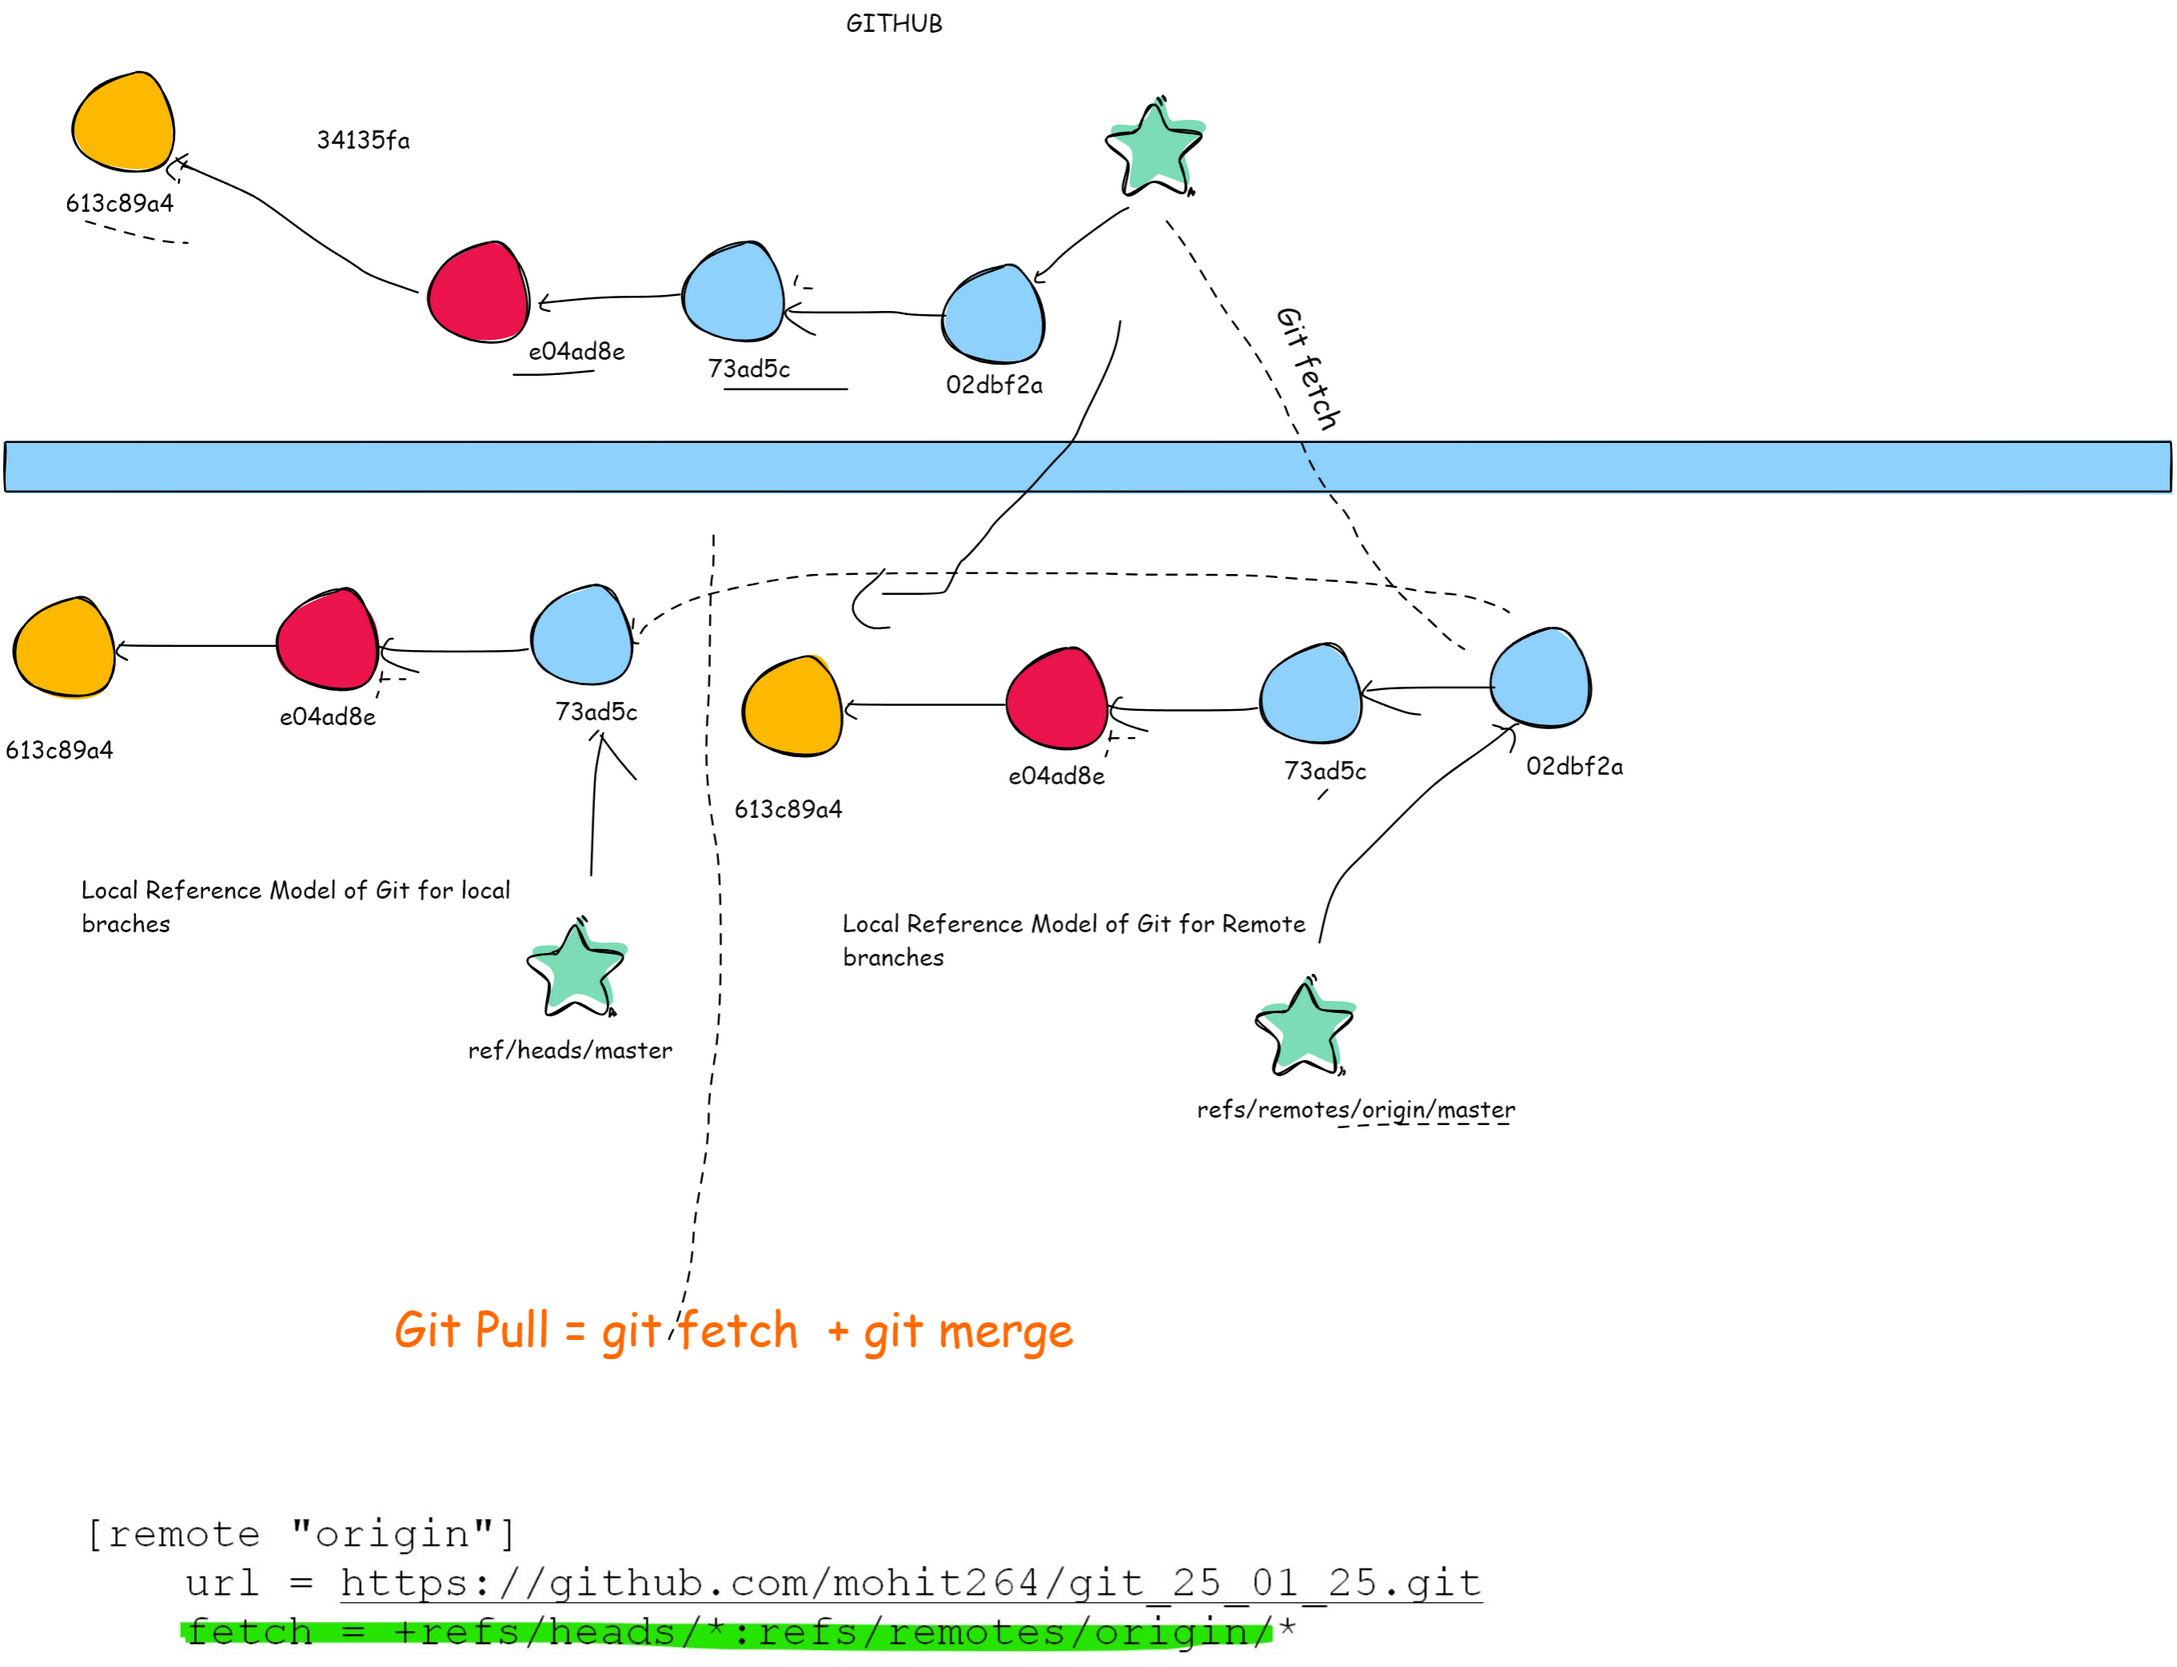 GITHUB
34135fa
613c89a4
e04ad8e
73ad5c
02dbf2a
Git fetch
e04ad8e
73ad5c
613c89a4
e04ad8e
73ad5c
02dbf2a
613c89a4
Local Reference Model of Git for local
braches
Local Reference Model of Git for Remote
branches
ref/heads/master
refs/remotes/origin/master
Git Pull = git fetch + git merge
[remote "origin"]
url = https://github.com/mohit264/git_25_01_25.git
fetch = +refs/heads/*:refs/remotes/origin/*